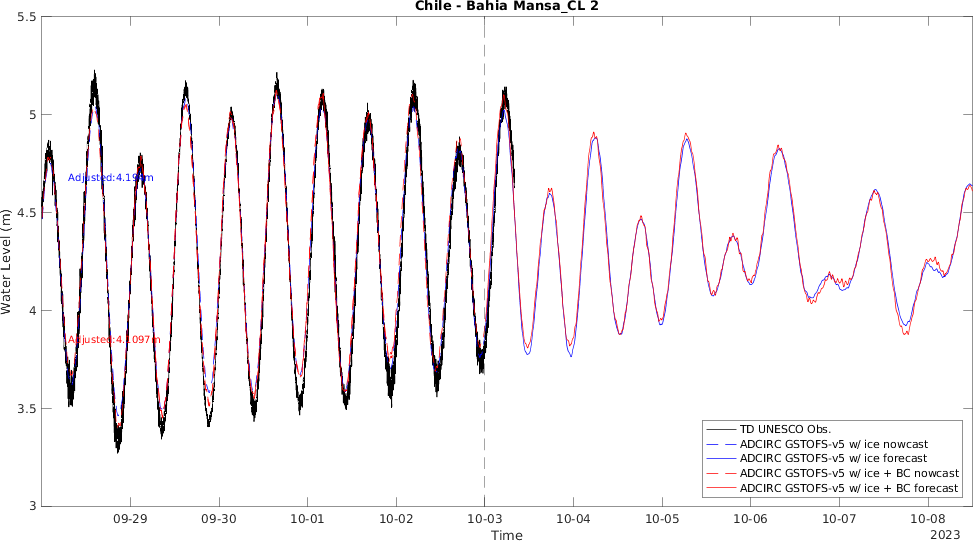 Chile - Bahia Mansa_CL 2
5.5
5
4.5
4
3.5
3
Water Level (m)
Adjusted:4.1097m
09-29
09-30
10-01
10-02
10-03
10-04
10-05
10-06
10-07
10-08
2023
Time
TD UNESCO Obs.
ADCIRC GSTOFS-v5 w/ ice nowcast
ADCIRC GSTOFS-v5 w/ ice forecast
ADCIRC GSTOFS-v5 w/ ice + BC nowcast
ADCIRC GSTOFS-v5 w/ ice + BC forecast